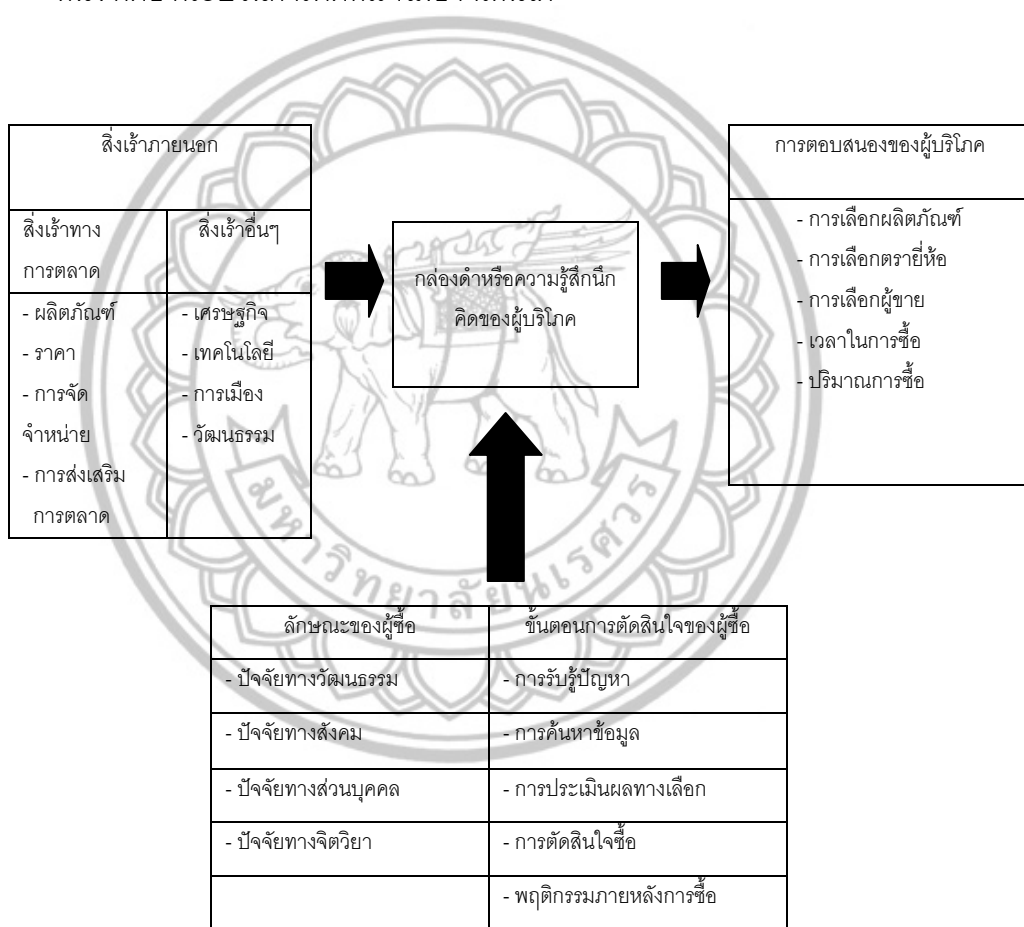 สิ่งเร้าภายนอก
สิ่งเร้าทาง
การตลาด
สิ่งเร้าอื่นๆ
- ผลิตภัณฑ์
- ราคา
- การจัด
จำหน่าย
- การส่งเสริม
การตลาด
- เศรษฐกิจ
- เทคโนโลยี
- การเมือง
- วัฒนธรรม
กล่องดำหรือความรู้สึกนึก
คิดของผู้บริโภค
การตอบสนองของผู้บริโภค
- การเลือกผลิตภัณฑ์
- การเลือกตรายี่ห้อ
- การเลือกผู้ขาย
- เวลาในการซื้อ
- ปริมาณการซื้อ
มหาวิทยาลัยนเรศวร
ลักษณะของผู้ซื้อ
ขั้นตอนการตัดสินใจของผู้ซื้อ
- ปัจจัยทางวัฒนธรรม
- การรับรู้ปัญหา
- ปัจจัยทางสังคม
- การค้นหาข้อมูล
- ปัจจัยทางส่วนบุคคล
- การประเมินผลทางเลือก
- ปัจจัยทางจิตวิยา
- การตัดสินใจซื้อ
- พฤติกรรมภายหลังการซื้อ